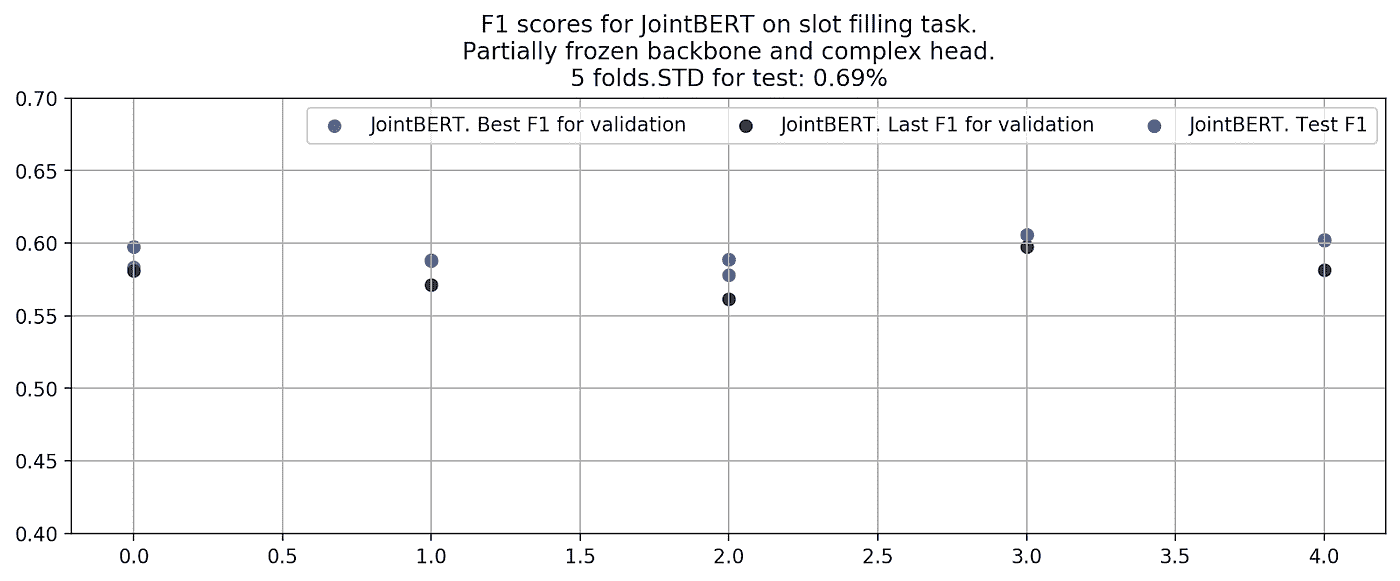 F1 scores for JointBERT on slot filling task.
Partially frozen backbone and complex head.
5 folds.STD for test: 0.69%
JointBERT. Best F1 for validation
JointBERT. Last F1 for validation
JointBERT. Test F1
0.70
0.65
0.60
0.55
0.50
0.45
0.40
0.0 0.5 1.0 1.5 2.0 2.5 3.0 3.5 4.0